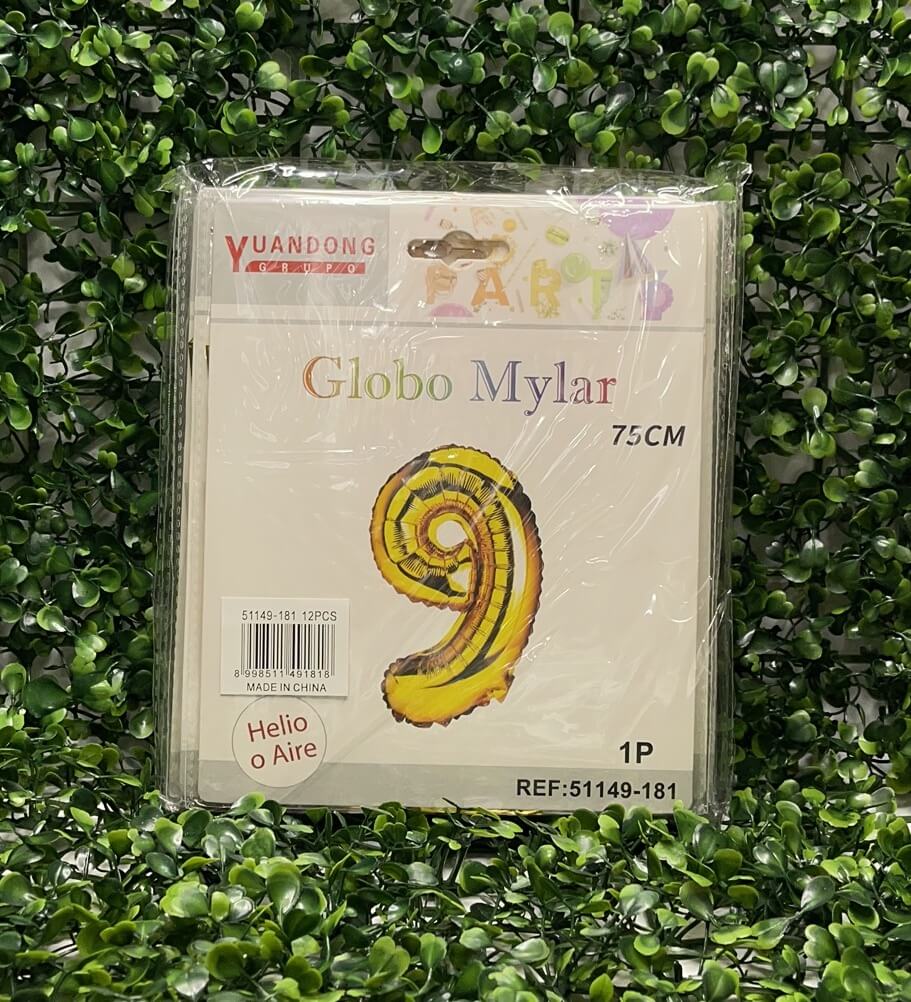 YUANDONG
GRUPO
PARTY
Globo Mylar
75CM
9
51149-181 12PCS
8 998511 491818
MADE IN CHINA
Helio
o Aire
1P
REF:51149-181